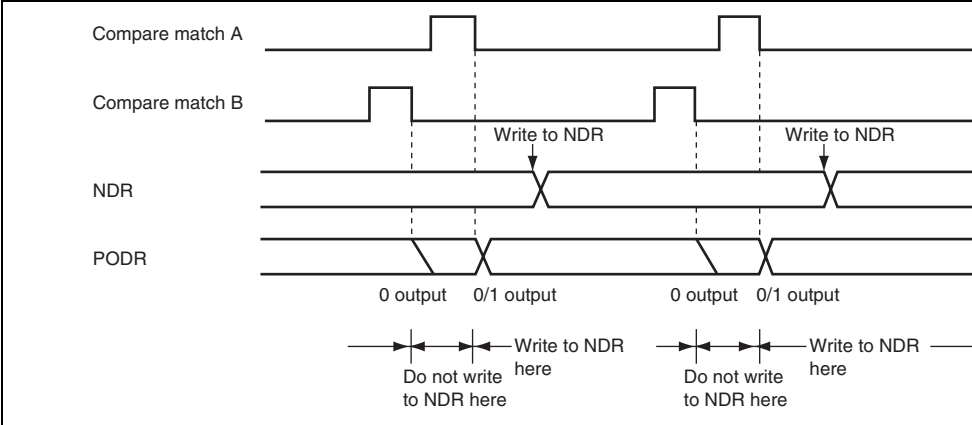 Compare match A
Compare match B
Write to NDR Write to NDR
NDR
PODR
0 output 0/1 output 0 output 0/1 output
Write to NDR here Write to NDR here
Do not write to NDR here Do not write to NDR here